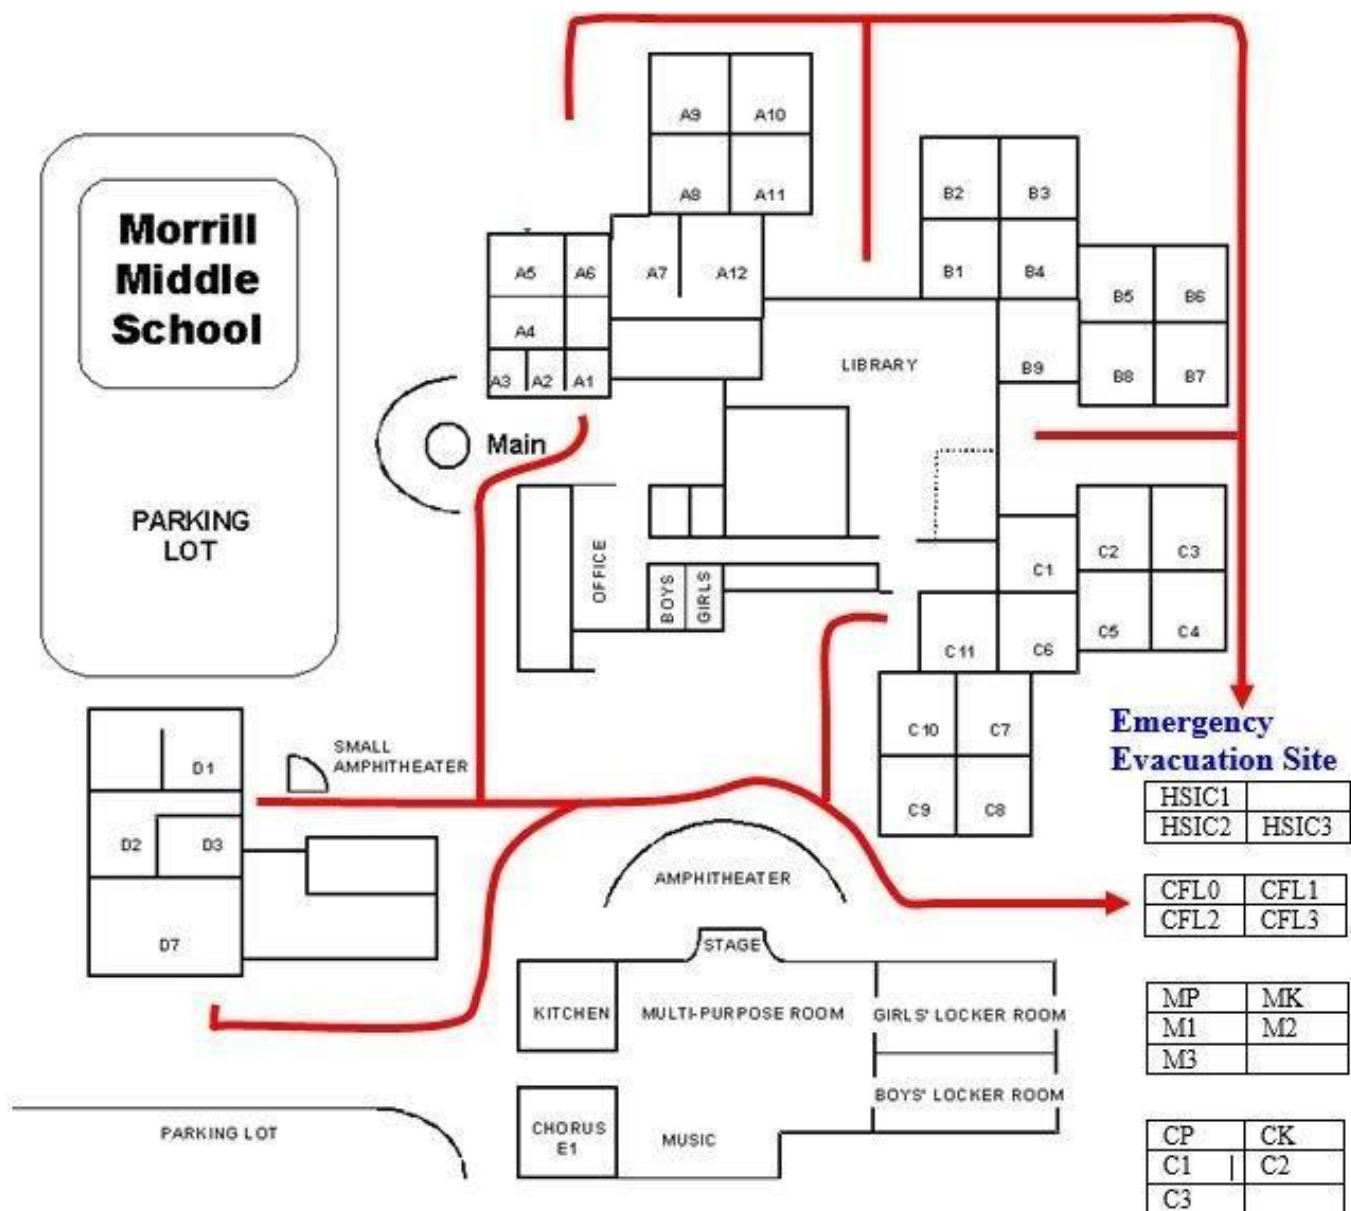 Morrill
Middle
School
PARKING
LOT
A9
A10
A8
A11
A5
A6
A7
A12
A4
A3
A2
A1
Main
B2
B3
B1
B4
B5
B6
B9
B8
B7
LIBRARY
OFFICE
BOYS
GIRLS
C2
C3
C1
C5
C4
C11
C6
C10
C7
C9
C8
Emergency
Evacuation Site
HSIC1
HSIC2 HSIC3
CFL0 CFL1
CFL2 CFL3
MP MK
M1 M2
M3
CP CK
C1 | C2
C3
D1
SMALL
AMPHITHEATER
D2
D3
D7
AMPHITHEATER
STAGE
KITCHEN
MULTI-PURPOSE ROOM
GIRLS' LOCKER ROOM
BOYS' LOCKER ROOM
CHORUS
E1
MUSIC
PARKING LOT